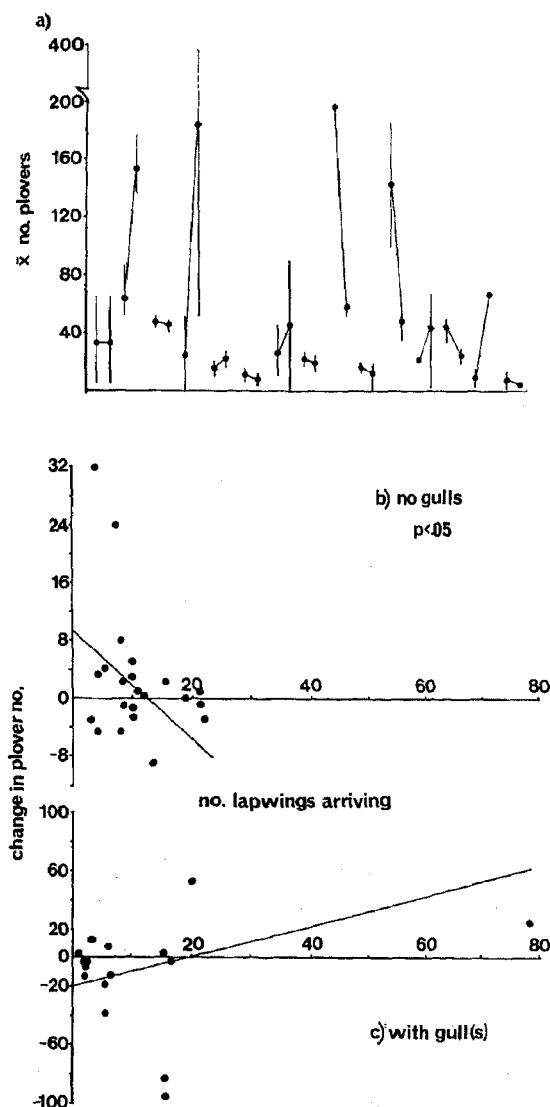 a)
400
200
160
120
80
40
x̄ no. plovers
32
24
16
8
0
-8
change in plover no.
b) no gulls
p<.05
20 40 60 80
no. lapwings arriving
100
60
20
0
-20
-60
-100
20 40 60 80
c) with gull(s)